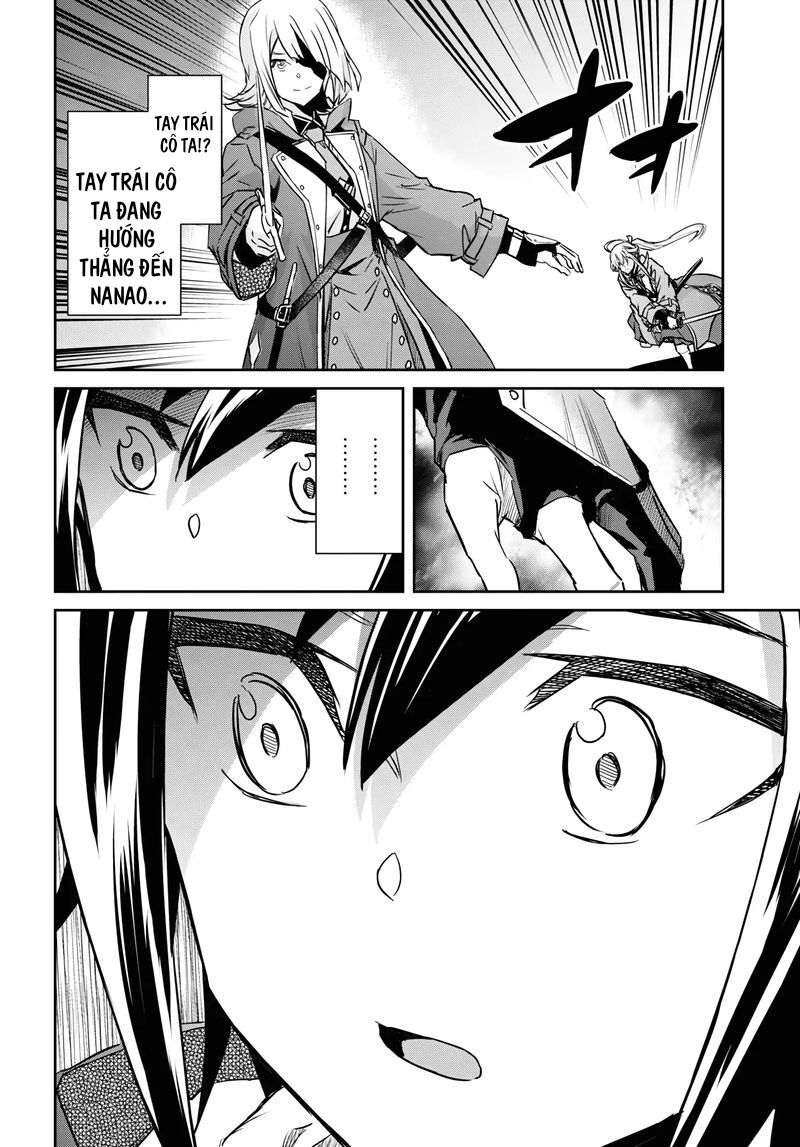 TAY TRÁI
CÔ TA!?
TAY TRÁI CÔ
TA ĐANG
HƯỚNG
THẲNG ĐẾN
NANAO...
オオ
………
………